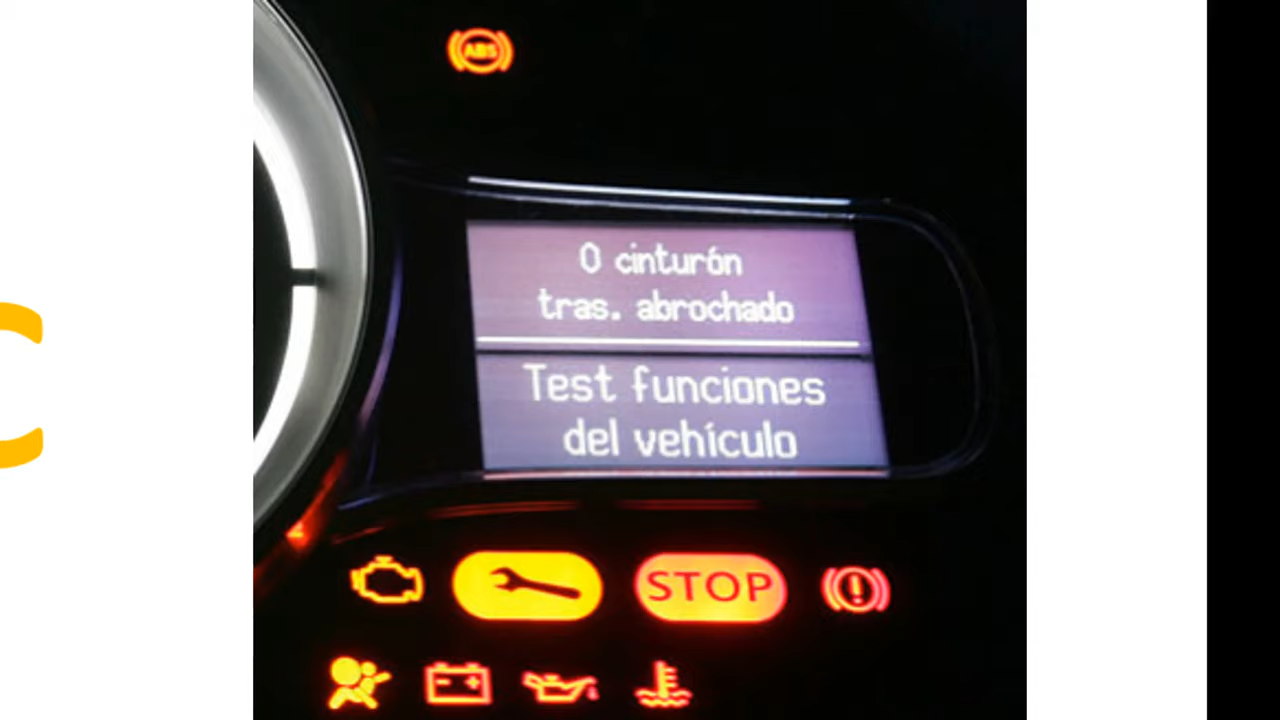 C
ABS
0 cinturón
tras. abrochado
Test funciones
del vehículo
STOP